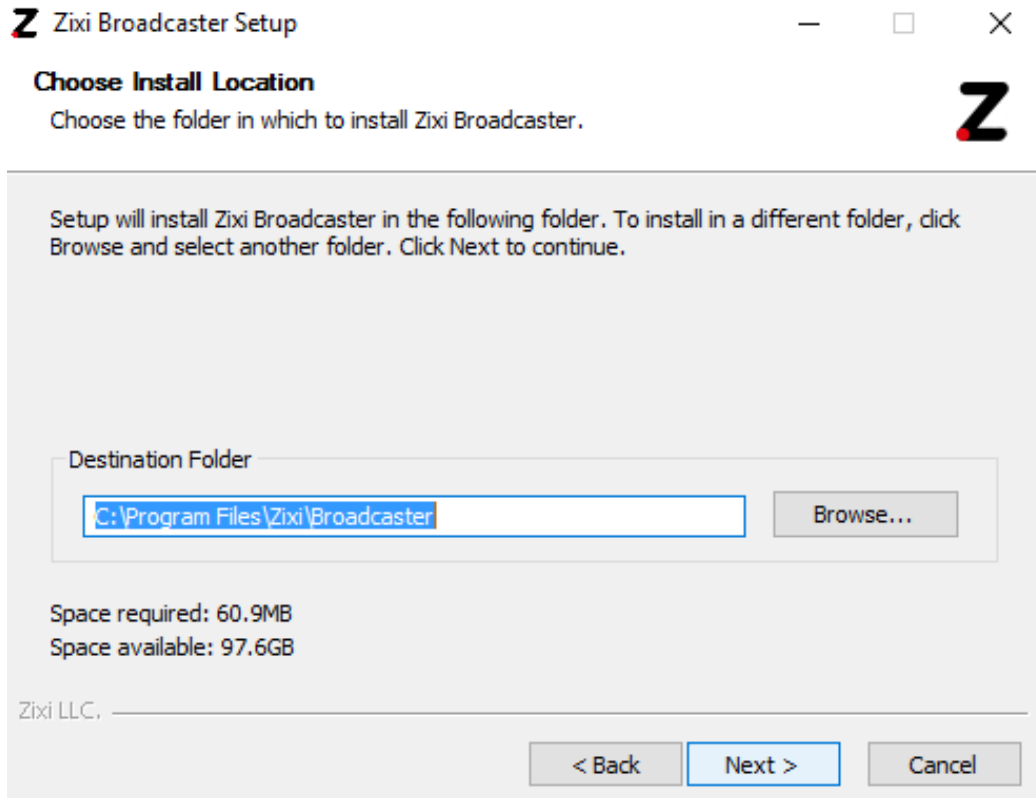 Zixi Broadcaster Setup
Choose Install Location
Choose the folder in which to install Zixi Broadcaster.
Setup will install Zixi Broadcaster in the following folder. To install in a different folder, click
Browse and select another folder. Click Next to continue.
Destination Folder
C:\Program Files\Zixi\Broadcaster
Browse...
Space required: 60.9MB
Space available: 97.6GB
Zixi LLC.
< Back
Next >
Cancel